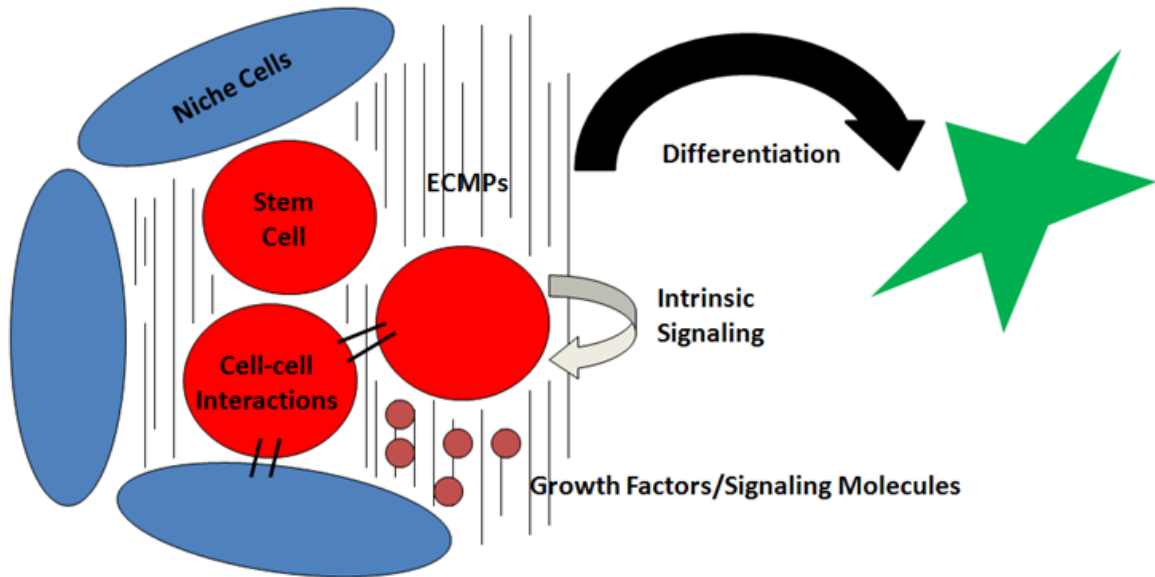 Niche Cells
Stem
Cell
ECMPs
Differentiation
Intrinsic
Signaling
Cell-cell
Interactions
Growth Factors/Signaling Molecules